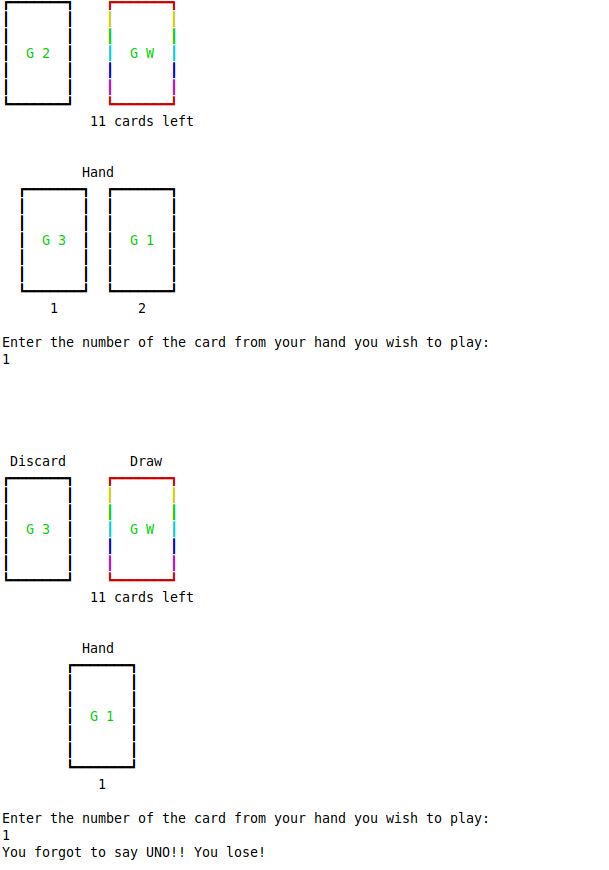 G 2 G W
11 cards left
Hand
G 3 G 1
1 2
Enter the number of the card from your hand you wish to play:
1
Discard Draw
G 3 G W
11 cards left
Hand
G 1
1
Enter the number of the card from your hand you wish to play:
1
You forgot to say UNO!! You lose!